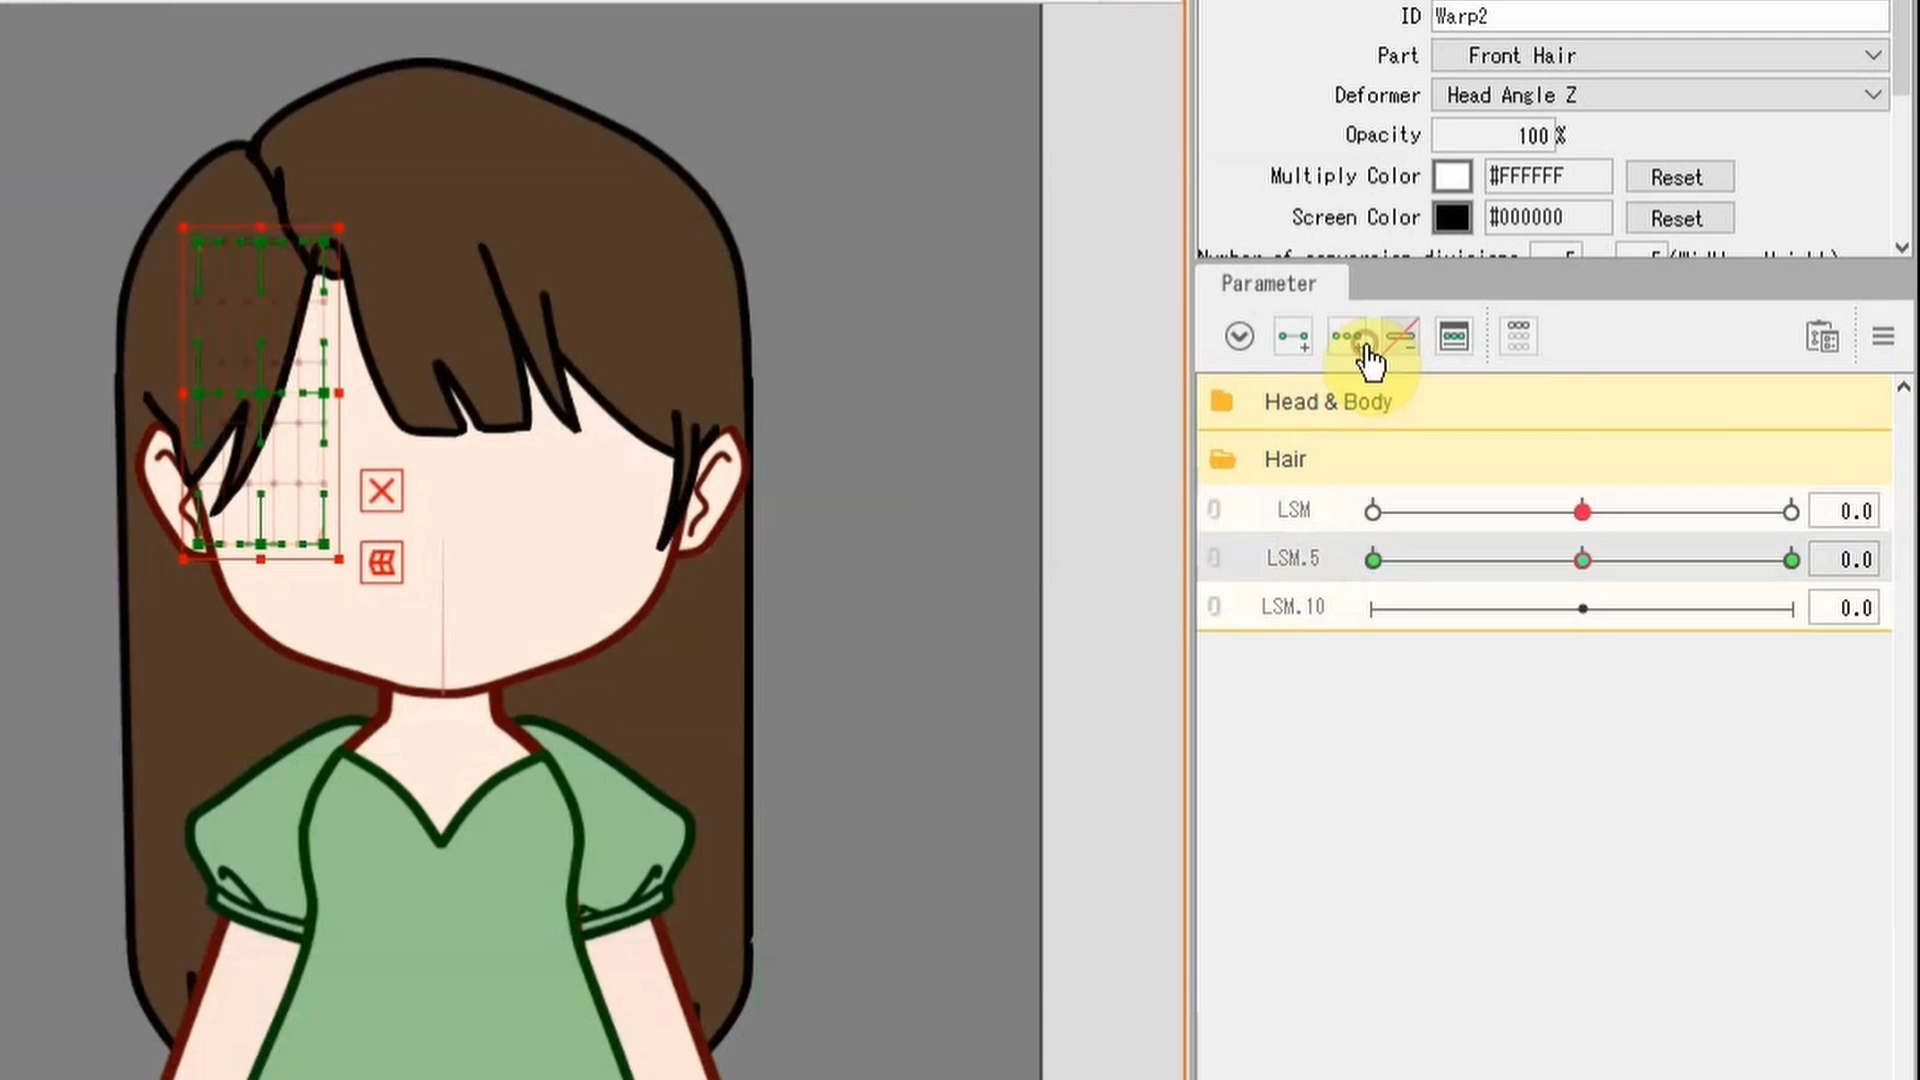 ID Warp2
Part Front Hair
Deformer Head Angle Z
Opacity 100 %
Multiply Color #FFFFFF Reset
Screen Color #000000 Reset
Parameter
Head & Body
Hair
LSM 0.0
LSM.5 0.0
LSM.10 0.0